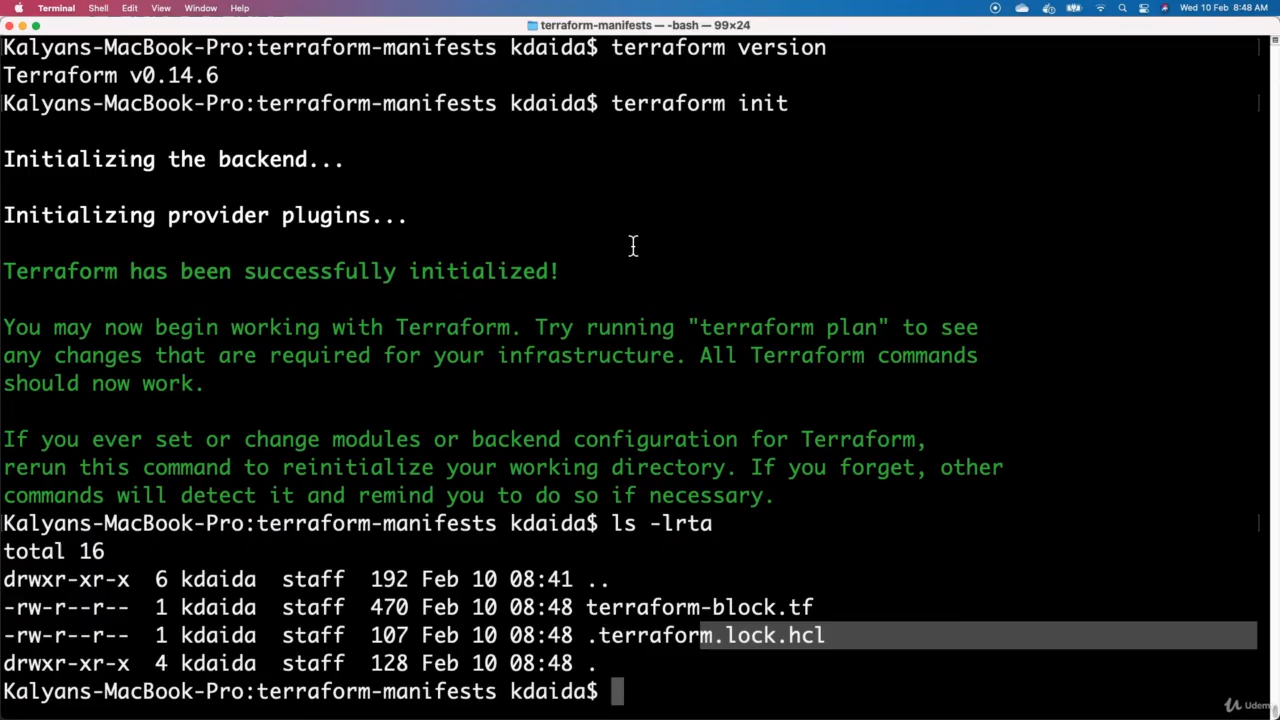 Terminal Shell Edit View Window Help Wed 10 Feb 8:48 AM
terraform-manifests — -bash — 99×24
Kalyans-MacBook-Pro:terraform-manifests kdaida$ terraform version
Terraform v0.14.6
Kalyans-MacBook-Pro:terraform-manifests kdaida$ terraform init
Initializing the backend...
Initializing provider plugins...
Terraform has been successfully initialized!
You may now begin working with Terraform. Try running "terraform plan" to see
any changes that are required for your infrastructure. All Terraform commands
should now work.
If you ever set or change modules or backend configuration for Terraform,
rerun this command to reinitialize your working directory. If you forget, other
commands will detect it and remind you to do so if necessary.
Kalyans-MacBook-Pro:terraform-manifests kdaida$ ls -lrta
total 16
drwxr-xr-x  6 kdaida  staff  192 Feb 10 08:41 ..
-rw-r--r--  1 kdaida  staff  470 Feb 10 08:48 terraform-block.tf
-rw-r--r--  1 kdaida  staff  107 Feb 10 08:48 .terraform.lock.hcl
drwxr-xr-x  4 kdaida  staff  128 Feb 10 08:48 .
Kalyans-MacBook-Pro:terraform-manifests kdaida$
Udemy